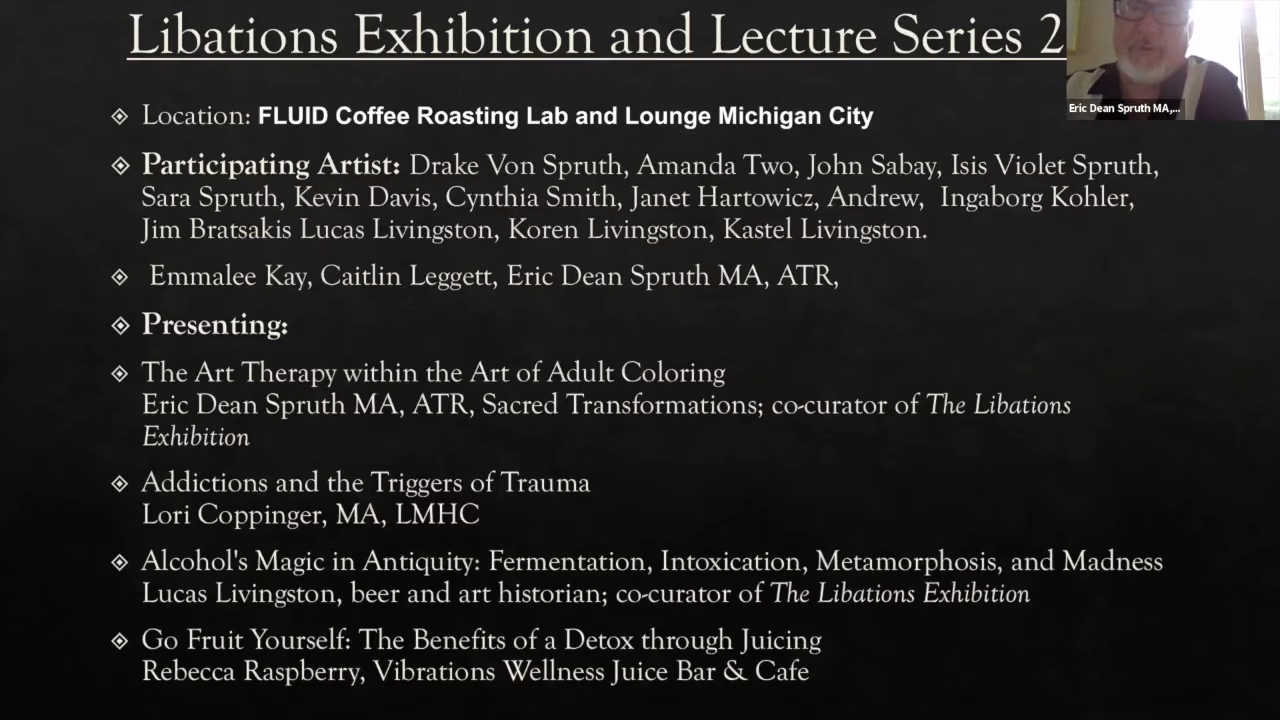 Libations Exhibition and Lecture Series 2
Eric Dean Spruth MA,...
Location: FLUID Coffee Roasting Lab and Lounge Michigan City
Participating Artist: Drake Von Spruth, Amanda Two, John Sabay, Isis Violet Spruth,
Sara Spruth, Kevin Davis, Cynthia Smith, Janet Hartowicz, Andrew,  Ingaborg Kohler,
Jim Bratsakis Lucas Livingston, Koren Livingston, Kastel Livingston.
Emmalee Kay, Caitlin Leggett, Eric Dean Spruth MA, ATR,
Presenting:
The Art Therapy within the Art of Adult Coloring
Eric Dean Spruth MA, ATR, Sacred Transformations; co-curator of The Libations
Exhibition
Addictions and the Triggers of Trauma
Lori Coppinger, MA, LMHC
Alcohol's Magic in Antiquity: Fermentation, Intoxication, Metamorphosis, and Madness
Lucas Livingston, beer and art historian; co-curator of The Libations Exhibition
Go Fruit Yourself: The Benefits of a Detox through Juicing
Rebecca Raspberry, Vibrations Wellness Juice Bar & Cafe